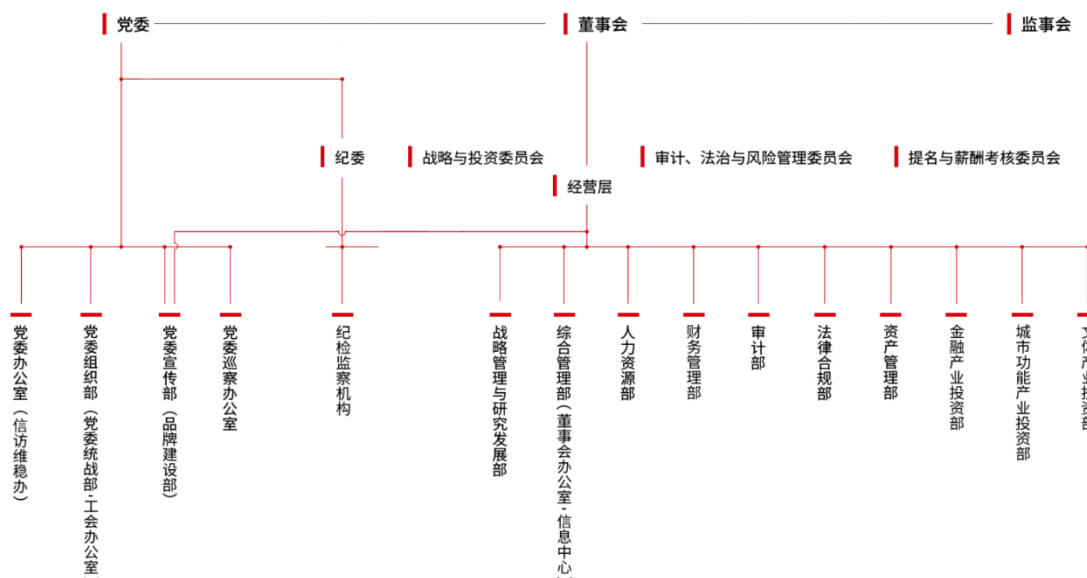 党委
董事会
监事会
纪委
战略与投资委员会
审计、法治与风险管理委员会
提名与薪酬考核委员会
经营层
党委办公室（信访维稳办）
党委组织部（党委统战部-工会办公室
党委宣传部（品牌建设部）
党委巡察办公室
纪检监察机构
战略管理与研究发展部
综合管理部（董事会办公室-信息中心）
人力资源部
财务管理部
审计部
法律合规部
资产管理部
金融产业投资部
城市功能产业投资部